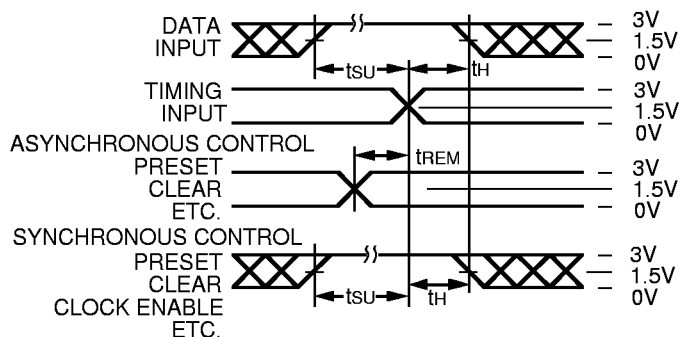 DATA
INPUT
3V
1.5V
0V
tSU
tH
TIMING
INPUT
3V
1.5V
0V
ASYNCHRONOUS CONTROL
PRESET
CLEAR
ETC.
tREM
3V
1.5V
0V
SYNCHRONOUS CONTROL
PRESET
CLEAR
CLOCK ENABLE
ETC.
tSU
tH
3V
1.5V
0V